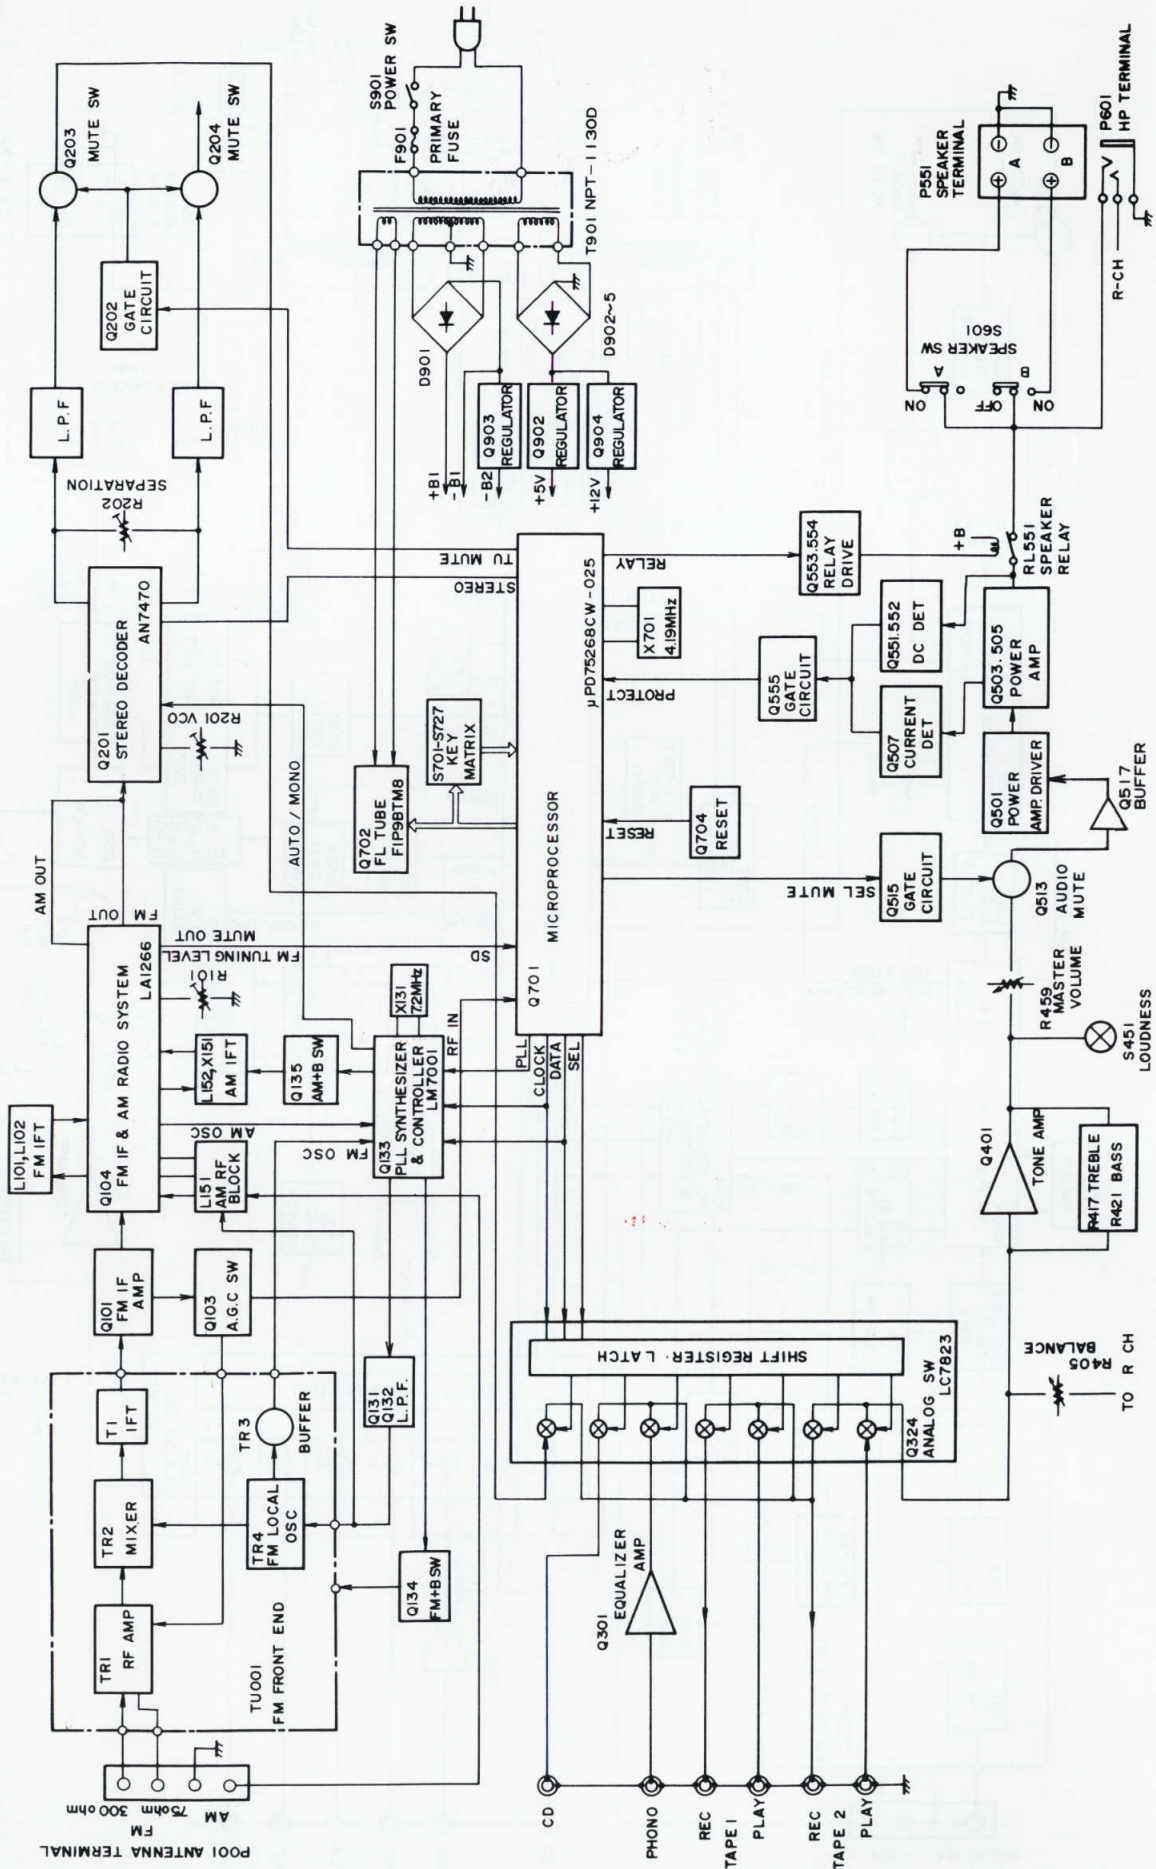 P001 ANTENNA TERMINAL
FM
AM
75ohm
300ohm
TU001
FM FRONT END
TR1
RF AMP
TR2
MIXER
T1
IFT
TR4
FM LOCAL
OSC
TR3
BUFFER
Q101
FM IF
AMP
Q103
A.G.C SW
Q134
FM+B SW
Q131
Q132
L.P.F.
L101,L102
FM IFT
Q104
FM IF & AM RADIO SYSTEM
LA1266
L151
AM RF
BLOCK
AM OSC
L152,X151
AM IFT
R101
FM TUNING LEVEL
MUTE OUT
FM OUT
AM OUT
Q135
AM+B SW
FM OSC
Q133
PLL SYNTHESIZER
& CONTROLLER
LM7001
X131
7.2MHz
RF IN
AUTO / MONO
Q201
STEREO DECODER
AN7470
R201 VCO
R202
SEPARATION
L.P.F
L.P.F
Q202
GATE
CIRCUIT
Q203
MUTE SW
Q204
MUTE SW
Q702
FL TUBE
FIP9BTM8
S701-S727
KEY
MATRIX
STEREO
TU MUTE
SD
PLL
CLOCK
DATA
SEL
Q701
MICROPROCESSOR
μPD75268CW-025
SEL MUTE
RESET
Q704
RESET
PROTECT
X701
4.19MHz
RELAY
S901
POWER SW
F901
PRIMARY
FUSE
T901 NPT-1130D
D901
D902~5
+B1
-B1
-B2
Q903
REGULATOR
+5V
Q902
REGULATOR
+12V
Q904
REGULATOR
CD
PHONO
REC
TAPE 1
PLAY
REC
TAPE 2
PLAY
Q301
EQUALIZER
AMP
SHIFT REGISTER · LATCH
Q324
ANALOG SW
LC7823
R405
BALANCE
TO R CH
Q401
TONE AMP
R417 TREBLE
R421 BASS
S451
LOUDNESS
R459
MASTER
VOLUME
Q515
GATE
CIRCUIT
Q513
AUDIO
MUTE
Q517
BUFFER
Q501
POWER
AMP.DRIVER
Q503.505
POWER
AMP
Q507
CURRENT
DET
Q551.552
DC DET
Q555
GATE
CIRCUIT
Q553.554
RELAY
DRIVE
+B
RL551
SPEAKER
RELAY
ON
A
OFF
B
ON
SPEAKER SW
S601
P551
SPEAKER
TERMINAL
A
B
R-CH
P601
HP TERMINAL